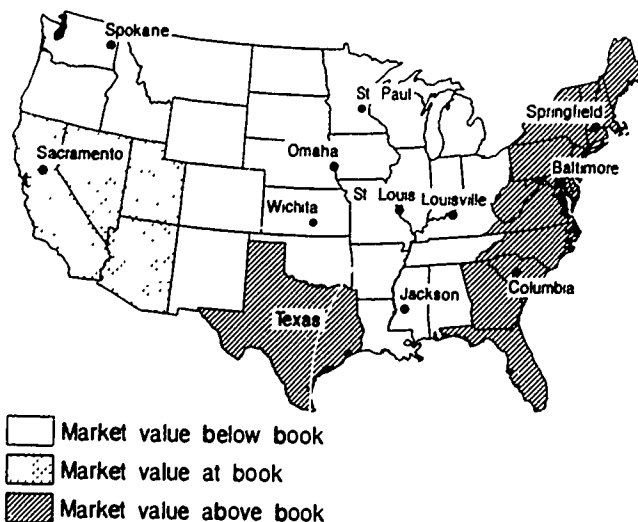 Spokane
St Paul
Springfield
Sacramento
Omaha
Baltimore
St Louis
Louisville
Wichita
Columbia
Jackson
Texas
Market value below book
Market value at book
Market value above book